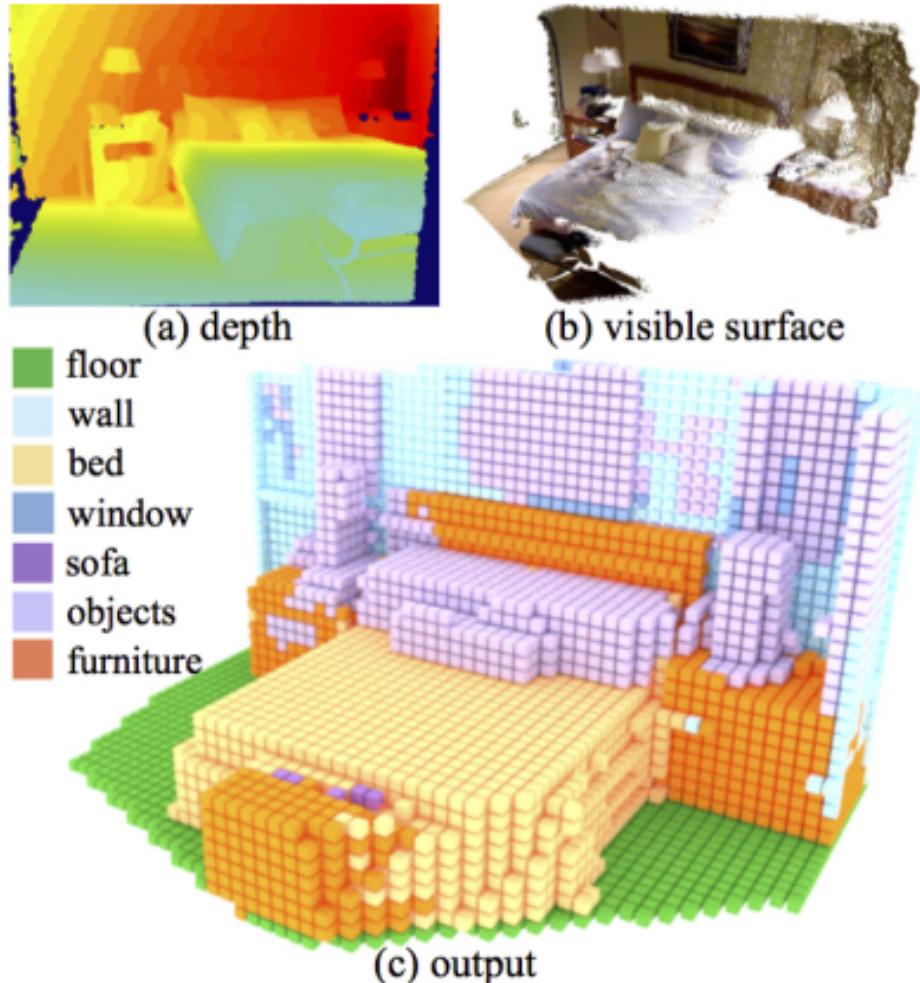 (a) depth
(b) visible surface
floor
wall
bed
window
sofa
objects
furniture
(c) output